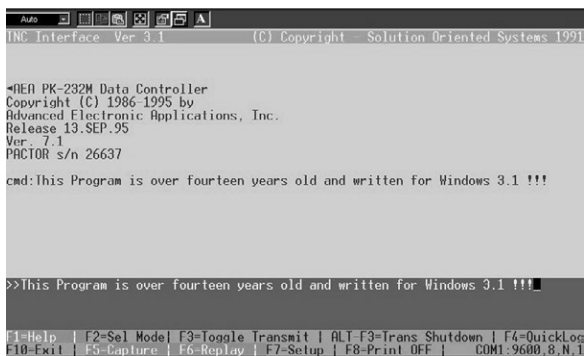 Auto
A
TNC Interface Ver 3.1 (C) Copyright - Solution Oriented Systems 1991
◄AEA PK-232M Data Controller
Copyright (C) 1986-1995 by
Advanced Electronic Applications, Inc.
Release 13.SEP.95
Ver. 7.1
PACTOR s/n 26637
cmd:This Program is over fourteen years old and written for Windows 3.1 !!!
>>This Program is over fourteen years old and written for Windows 3.1 !!!
F1=Help | F2=Sel Mode| F3=Toggle Transmit | ALT-F3=Trans Shutdown | F4=QuickLog
F10=Exit | F5-Capture | F6-Replay | F7-Setup | F8-Print OFF | COM1:9600,8,N,1